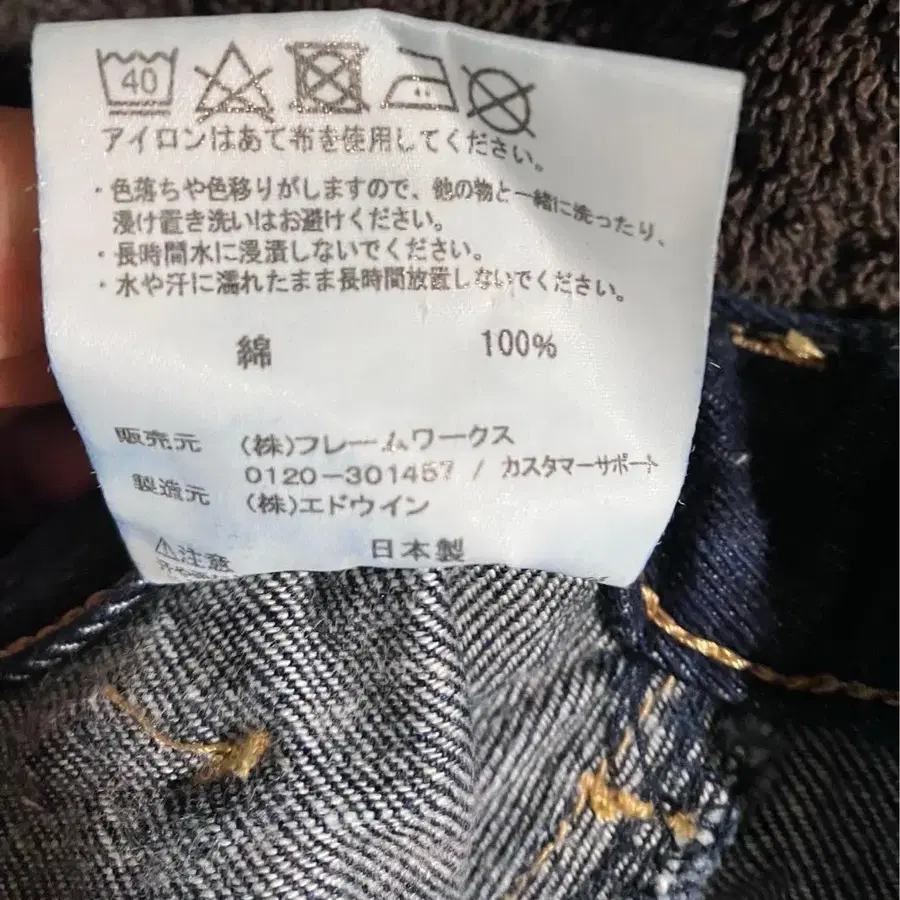 40
アイロンはあて布を使用してください。
・色落ちや色移りがしますので、他の物と一緒に洗ったり、
浸け置き洗いはお避けください。
・長時間水に浸漬しないでください。
・水や汗に濡れたまま長時間放置しないでください。
綿 100%
販売元 (株)フレームワークス
0120-301457 / カスタマーサポート
製造元 (株)エドウイン
日本製
⚠注意